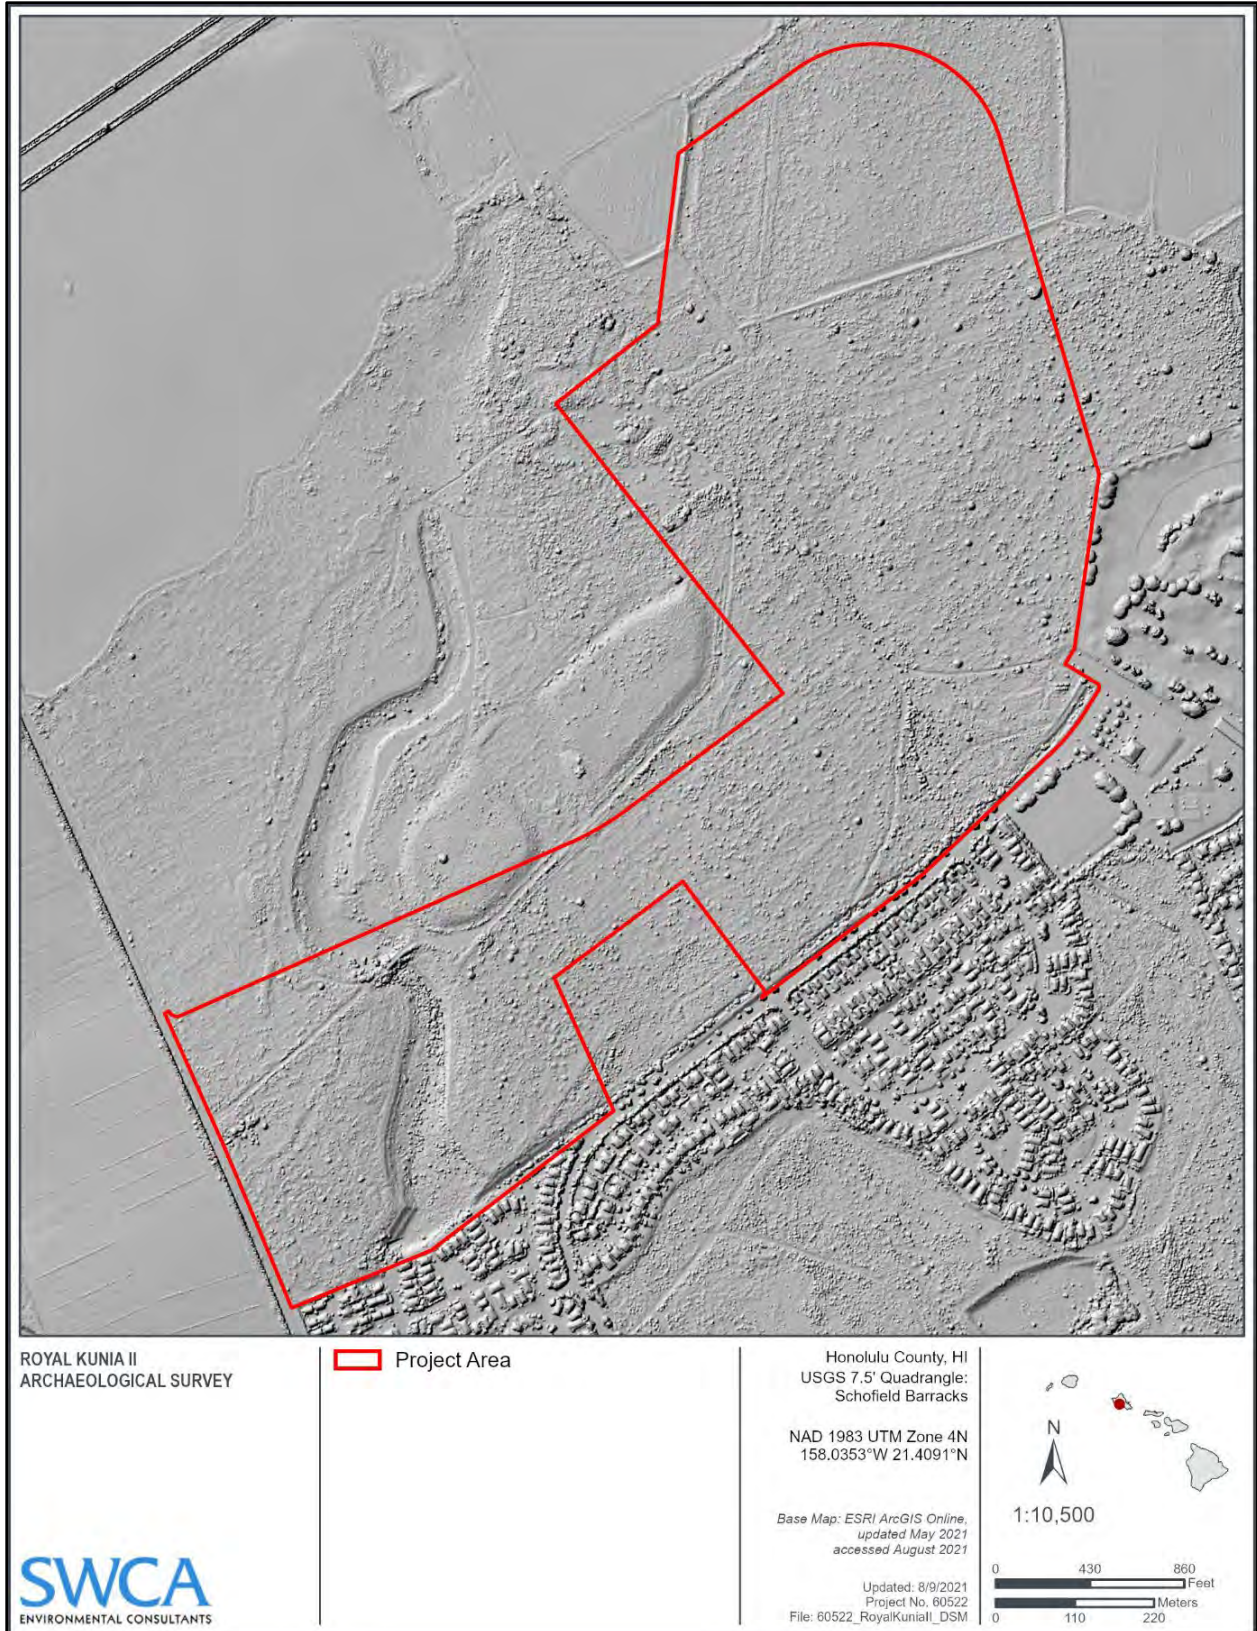 ROYAL KUNIA II
ARCHAEOLOGICAL SURVEY
SWCA
ENVIRONMENTAL CONSULTANTS
Project Area
Honolulu County, HI
USGS 7.5' Quadrangle:
Schofield Barracks
NAD 1983 UTM Zone 4N
158.0353°W 21.4091°N
Base Map: ESRI ArcGIS Online,
updated May 2021
accessed August 2021
Updated: 8/9/2021
Project No. 60522
File: 60522_RoyalKuniaII_DSM
N
1:10,500
0 430 860
Feet
Meters
0 110 220